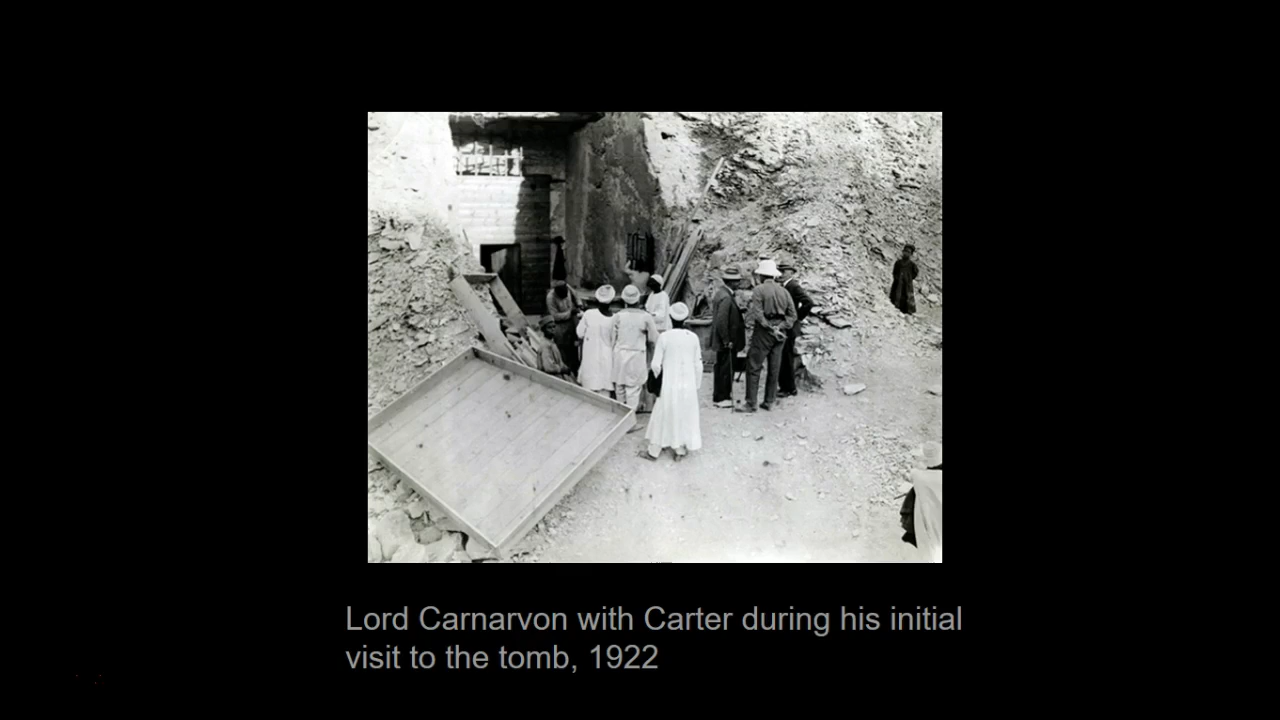 Lord Carnarvon with Carter during his initial
visit to the tomb, 1922